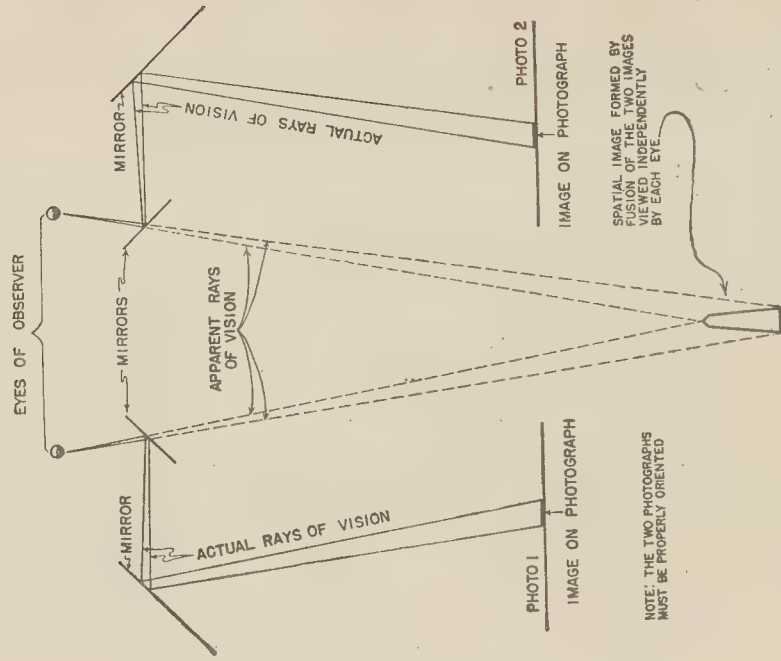 EYES OF OBSERVER
MIRROR
MIRRORS
MIRROR
ACTUAL RAYS OF VISION
APPARENT RAYS
OF VISION
ACTUAL RAYS OF VISION
PHOTO 1
IMAGE ON PHOTOGRAPH
PHOTO 2
IMAGE ON PHOTOGRAPH
SPATIAL IMAGE FORMED BY
FUSION OF THE TWO IMAGES
VIEWED INDEPENDENTLY
BY EACH EYE
NOTE: THE TWO PHOTOGRAPHS
MUST BE PROPERLY ORIENTED